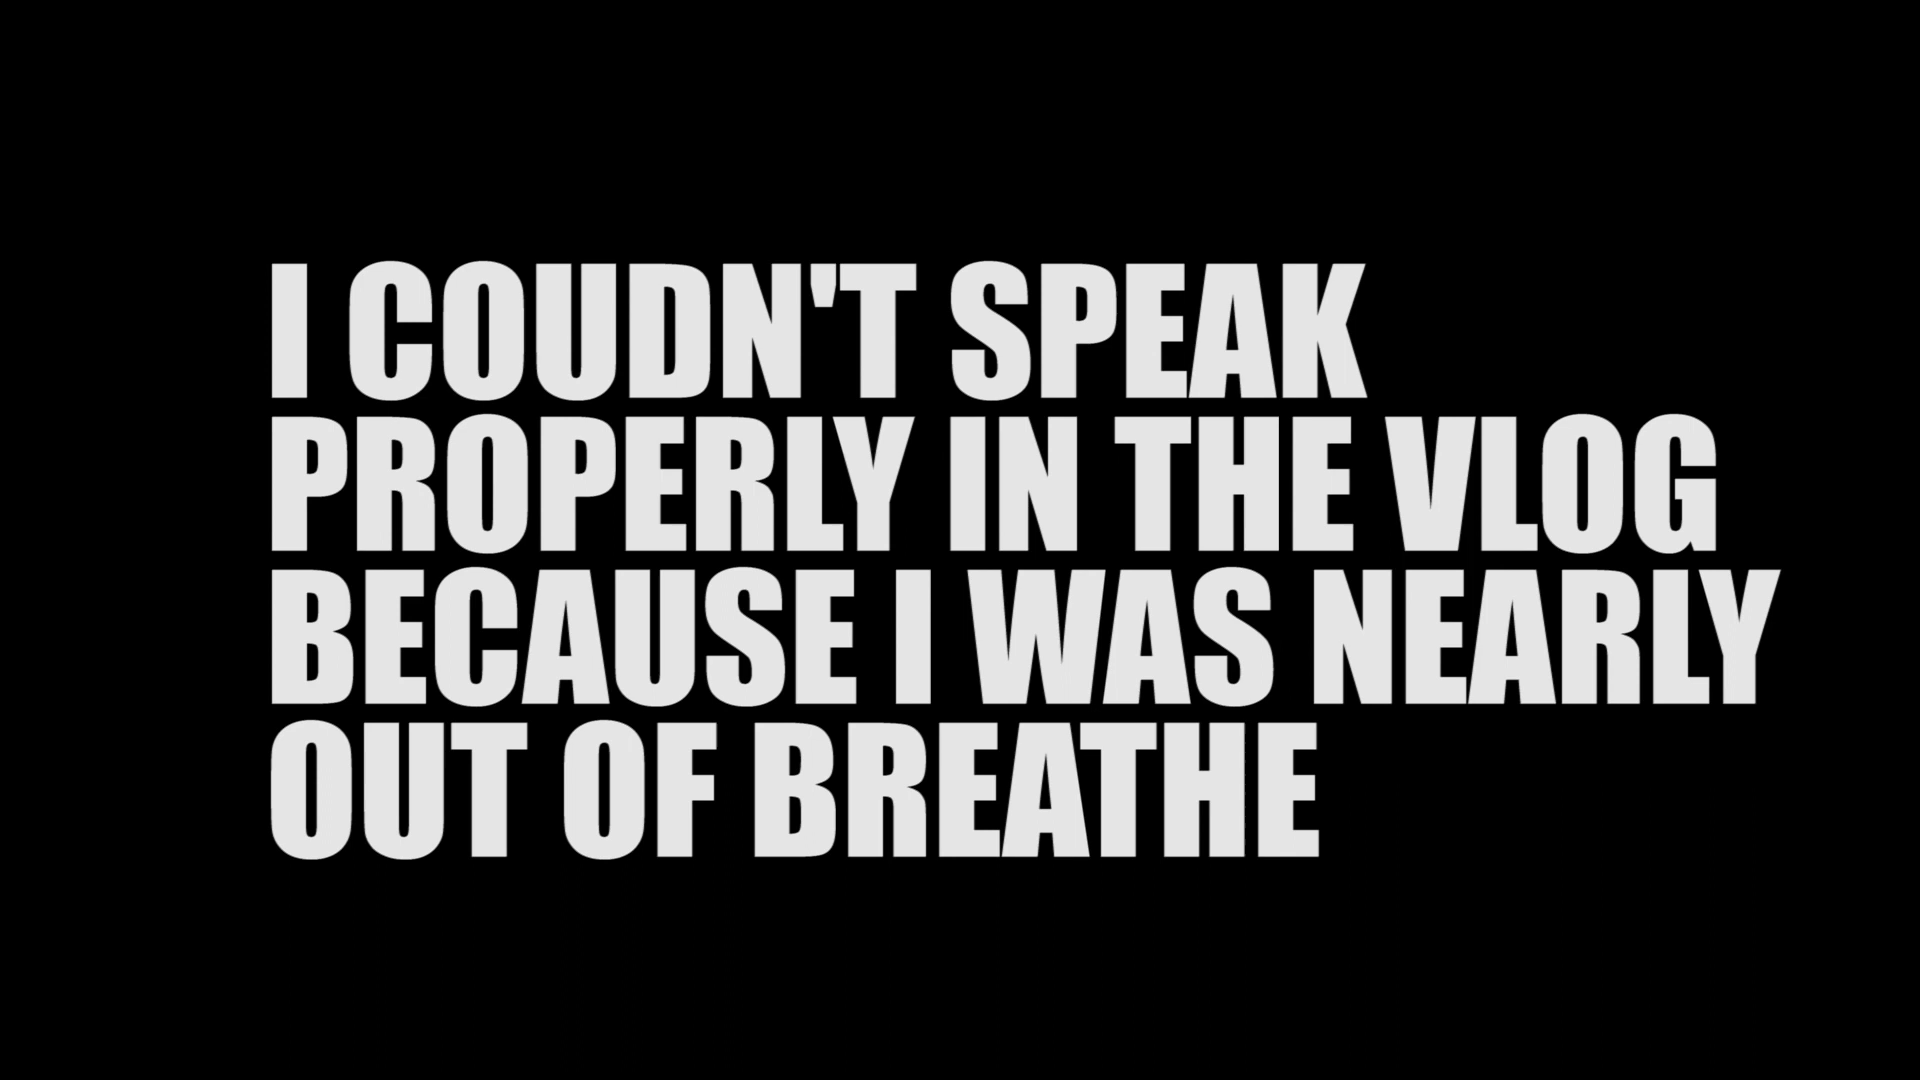 I COUDN'T SPEAK
PROPERLY IN THE VLOG
BECAUSE I WAS NEARLY
OUT OF BREATHE